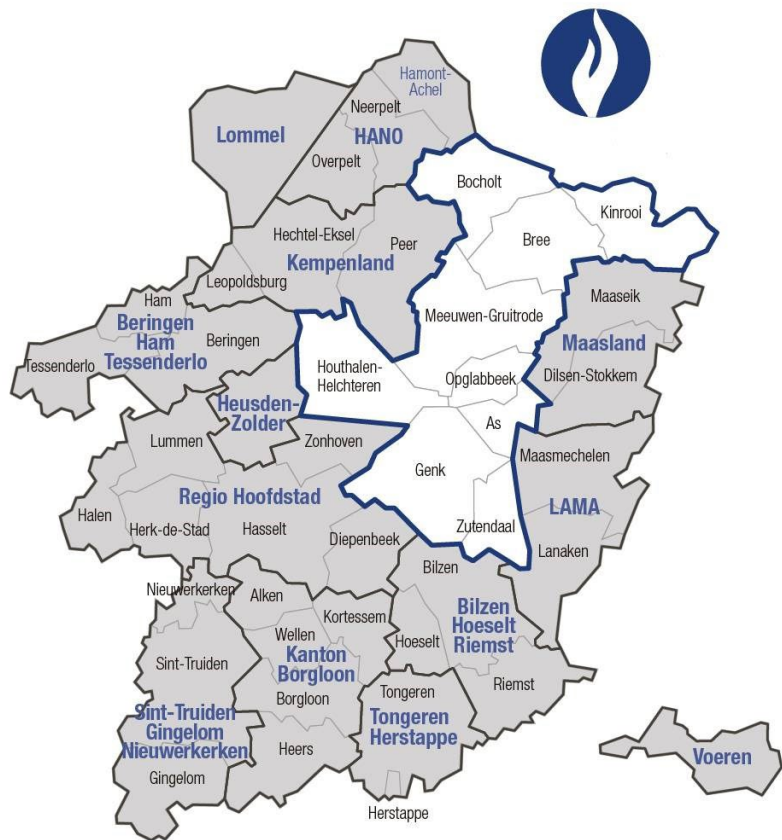 Hamont-
Achel
Neerpelt
Lommel
HANO
Overpelt
Bocholt
Kinrooi
Hechtel-Eksel
Peer
Bree
Kempenland
Leopoldsburg
Ham
Maaseik
Beringen
Ham
Tessenderlo
Beringen
Meeuwen-Gruitrode
Maasland
Tessenderlo
Houthalen-
Helchteren
Opglabbeek
Dilsen-Stokkem
Heusden-
Zolder
As
Lummen
Zonhoven
Maasmechelen
Genk
Regio Hoofdstad
LAMA
Halen
Herk-de-Stad
Hasselt
Zutendaal
Diepenbeek
Lanaken
Bilzen
Nieuwerkerken
Alken
Kortessem
Bilzen
Hoeselt
Riemst
Wellen
Hoeselt
Kanton
Borgloon
Sint-Truiden
Riemst
Tongeren
Borgloon
Sint-Truiden
Gingelom
Nieuwerkerken
Tongeren
Herstappe
Heers
Voeren
Gingelom
Herstappe